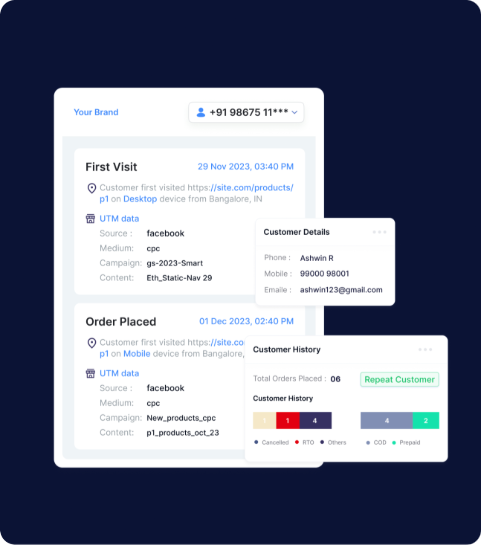 Your Brand
+91 98675 11***
First Visit
29 Nov 2023, 03:40 PM
Customer first visited https://site.com/products/
p1 on Desktop device from Bangalore, IN
UTM data
Source : facebook
Medium: cpc
Campaign: gs-2023-Smart
Content: Eth_Static-Nav 29
Customer Details
Phone : Ashwin R
Mobile : 99000 98001
Emaile : ashwin123@gmail.com
Order Placed
01 Dec 2023, 02:40 PM
Customer first visited https://site.co
p1 on Mobile device from Bangalore,
UTM data
Source : facebook
Medium: cpc
Campaign: New_products_cpc
Content: p1_products_oct_23
Customer History
Total Orders Placed : 06
Repeat Customer
Customer History
1 1 4 4 2
Cancelled RTO Others COD Prepaid